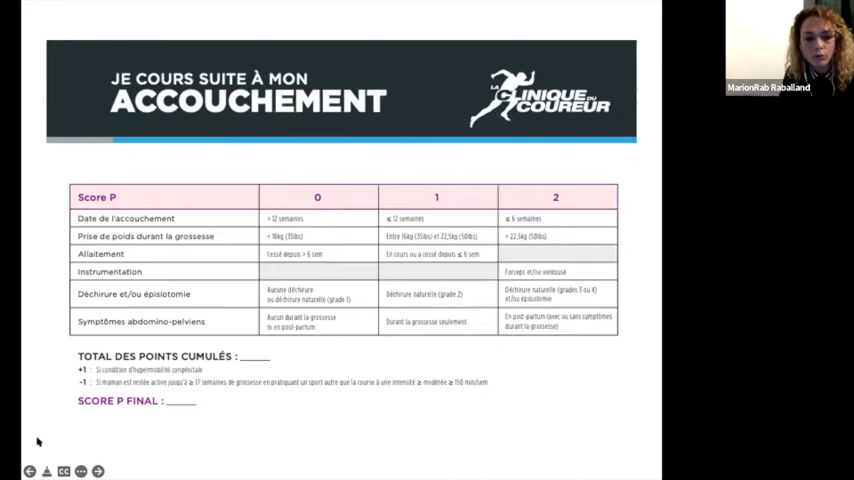 JE COURS SUITE À MON
ACCOUCHEMENT
LA CLINIQUE DU COUREUR
MarionRab Raballand
Score P 0 1 2
Date de l'accouchement > 12 semaines ≤ 12 semaines ≤ 6 semaines
Prise de poids durant la grossesse < 16kg (35lbs) Entre 16kg (35lbs) et 22,5kg (50lbs) > 22,5kg (50lbs)
Allaitement Cessé depuis > 6 sem En cours ou a cessé depuis ≤ 6 sem
Instrumentation Forceps et/ou ventouse
Déchirure et/ou épisiotomie Aucune déchirure ou déchirure naturelle (grade 1) Déchirure naturelle (grade 2) Déchirure naturelle (grades 3 ou 4) et/ou épisiotomie
Symptômes abdomino-pelviens Aucun durant la grossesse ni en post-partum Durant la grossesse seulement En post-partum (avec ou sans symptômes durant la grossesse)
TOTAL DES POINTS CUMULÉS : _____
+1 : Si condition d'hypermobilité congénitale
-1 : Si maman est restée active jusqu'à ≥ 17 semaines de grossesse en pratiquant un sport autre que la course à une intensité ≥ modérée ≥ 150 min/sem
SCORE P FINAL : _____
CC